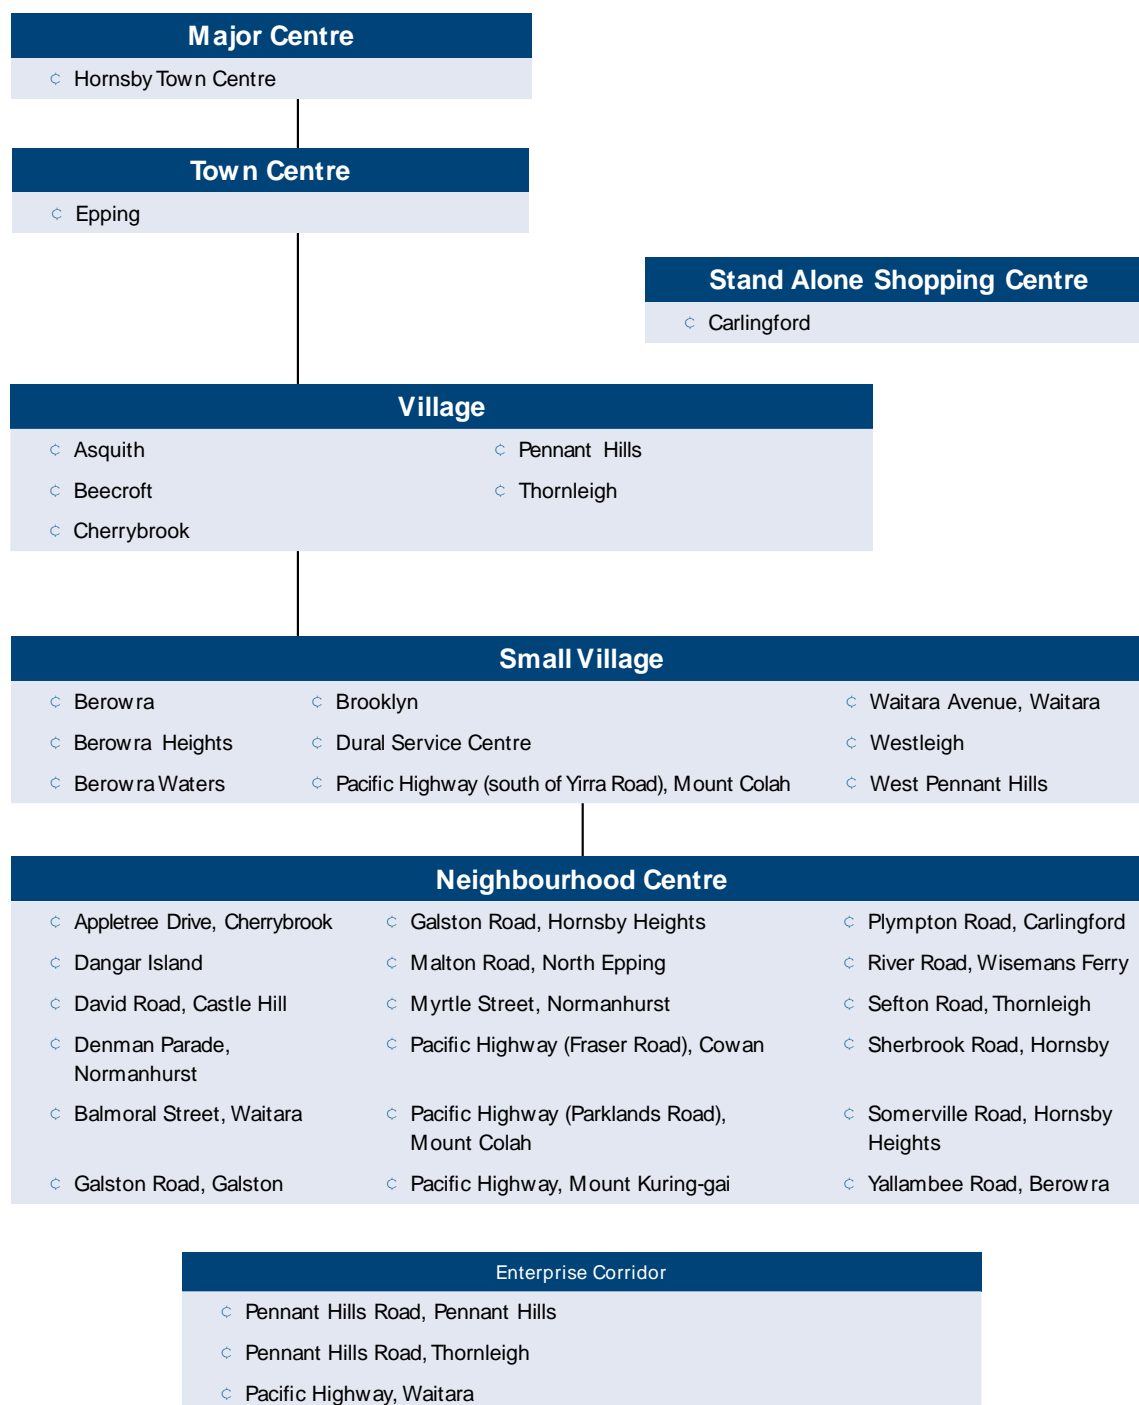 Major Centre
¢ Hornsby Town Centre
Town Centre
¢ Epping
Stand Alone Shopping Centre
¢ Carlingford
Village
¢ Asquith
¢ Beecroft
¢ Cherrybrook
¢ Pennant Hills
¢ Thornleigh
Small Village
¢ Berowra
¢ Berowra Heights
¢ Berowra Waters
¢ Brooklyn
¢ Dural Service Centre
¢ Pacific Highway (south of Yirra Road), Mount Colah
¢ Waitara Avenue, Waitara
¢ Westleigh
¢ West Pennant Hills
Neighbourhood Centre
¢ Appletree Drive, Cherrybrook
¢ Dangar Island
¢ David Road, Castle Hill
¢ Denman Parade,
Normanhurst
¢ Balmoral Street, Waitara
¢ Galston Road, Galston
¢ Galston Road, Hornsby Heights
¢ Malton Road, North Epping
¢ Myrtle Street, Normanhurst
¢ Pacific Highway (Fraser Road), Cowan
¢ Pacific Highway (Parklands Road),
Mount Colah
¢ Pacific Highway, Mount Kuring-gai
¢ Plympton Road, Carlingford
¢ River Road, Wisemans Ferry
¢ Sefton Road, Thornleigh
¢ Sherbrook Road, Hornsby
¢ Somerville Road, Hornsby
Heights
¢ Yallambee Road, Berowra
Enterprise Corridor
¢ Pennant Hills Road, Pennant Hills
¢ Pennant Hills Road, Thornleigh
¢ Pacific Highway, Waitara